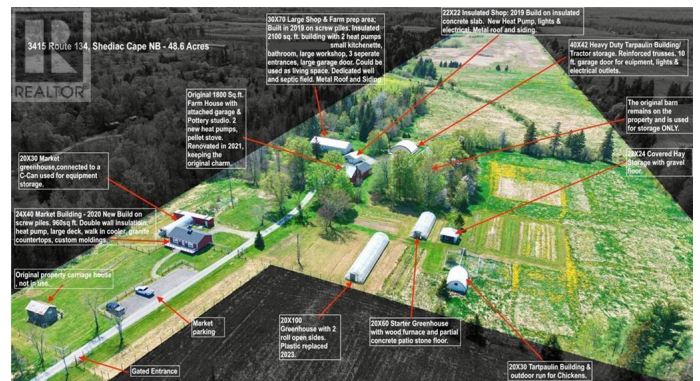 3415 Route 134, Shediac Cape NB - 48.6 Acres
R
REALTOR
®
30X70 Large Shop & Farm prep area;
Built in 2019 on screw piles. Insulated
2100 sq. ft. building with 2 heat pumps
small kitchenette,
bathroom, large workshop, 3 seperate
entrances, large garage door. Could be
used as living space. Dedicated well
and septic field. Metal Roof and Siding
22X22 Insulated Shop: 2019 Build on insulated
concrete slab. New Heat Pump, lights &
electrical. Metal roof and siding.
40X42 Heavy Duty Tarpaulin Building/
Tractor storage. Reinforced trusses. 10
ft. garage door for euipment, lights &
electrical outlets.
Original 1800 Sq.ft.
Farm House with
attached garage &
Pottery studio. 2
new heat pumps,
pellet stove.
Renovated in 2021,
keeping the
original charm.
The original barn
remains on the
property and is used
for storage ONLY.
20X30 Market
greenhouse,connected to a
C-Can used for equipment
storage.
22X24 Covered Hay
Storage with gravel
floor.
24X40 Market Building - 2020 New Build on
screw piles. 960sq ft. Double wall insulatioin,
heat pump, large deck, walk in cooler, granite
countertops, custom moldings.
Original property carriage house
, not in use.
Market
parking
Gated Entrance
20X100
Greenhouse with 2
roll open sides.
Plastic replaced
2023.
20X60 Starter Greenhouse
with wood furnace and partial
concrete patio stone floor.
20X30 Tartpaulin Building &
outdoor run for Chickens.